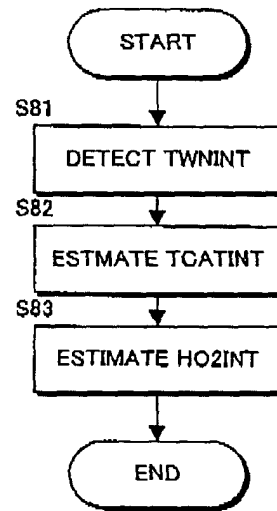 START
S81
DETECT TWNINT
S82
ESTMATE TCATINT
S83
ESTIMATE HO2INT
END